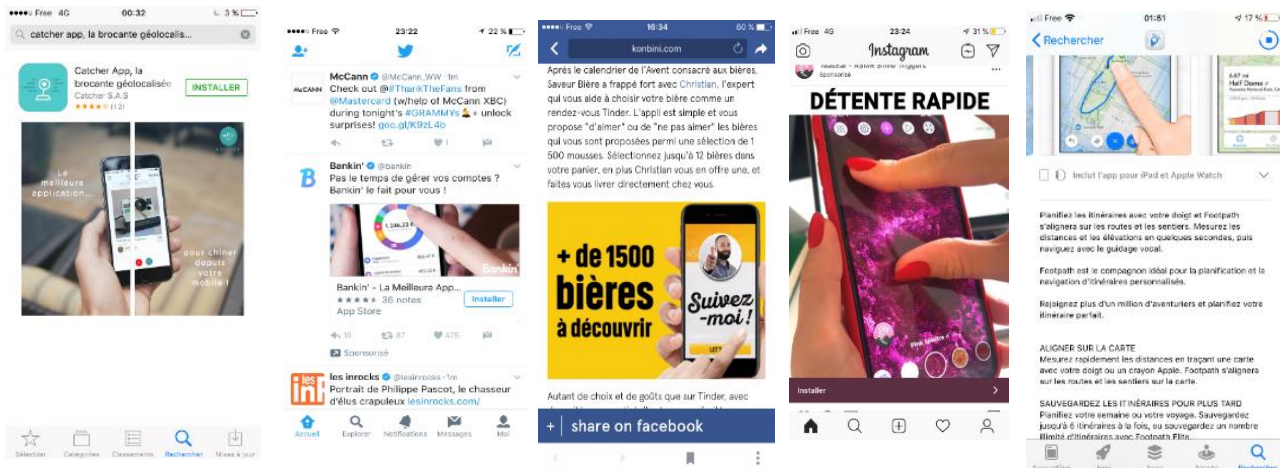 Free 4G 00:32 3 %
catcher app, la brocante géolocalis...
Catcher App, la
brocante géolocalisée
Catcher S.A.S
(12)
INSTALLER
La
meilleure
application...
pour chiner
depuis
votre
mobile !
Sélection Catégories Classements Rechercher Mises à jour
Free 23:22 22 %
McCann @McCann_WW · 1m
Check out @#ThankTheFans from
@Mastercard (w/help of McCann XBC)
during tonight's #GRAMMYs + unlock
surprises! goo.gl/K9zL4b
1
Bankin' @bankin
Pas le temps de gérer vos comptes ?
Bankin' le fait pour vous !
1 246,23 €
Bankin'
Bankin' - La Meilleure App...
36 notes
App Store
Installer
19 87 475
Sponsorisé
les inrocks @lesinrocks · 1m
Portrait de Philippe Pascot, le chasseur
d'élus crapuleux lesinrocks.com/
Accueil Explorer Notifications Messages Moi
Free 16:34 60 %
konbini.com
Après le calendrier de l'Avent consacré aux bières,
Saveur Bière a frappé fort avec Christian, l'expert
qui vous aide à choisir votre bière comme un
rendez-vous Tinder. L'appli est simple et vous
propose "d'aimer" ou de "ne pas aimer" les bières
qui vous sont proposées parmi une sélection de 1
500 mousses. Sélectionnez jusqu'à 12 bières dans
votre panier, en plus Christian vous en offre une, et
faites vous livrer directement chez vous.
+ de 1500
bières
à découvrir
Suivez
-moi !
Autant de choix et de goûts que sur Tinder, avec
+ share on facebook
Free 4G 23:24 31 %
Instagram
Sponsorisé
DÉTENTE RAPIDE
Installer
Free 01:51 17 %
Rechercher
Half Dome
Inclut l'app pour iPad et Apple Watch
Planifiez les itinéraires avec votre doigt et Footpath
s'alignera sur les routes et les sentiers. Mesurez les
distances et les élévations en quelques secondes, puis
naviguez avec le guidage vocal.
Footpath est le compagnon idéal pour la planification et la
navigation d'itinéraires personnalisés.
Rejoignez plus d'un million d'aventuriers et planifiez votre
itinéraire parfait.
ALIGNER SUR LA CARTE
Mesurez rapidement les distances en traçant une carte
avec votre doigt ou un crayon Apple. Footpath s'alignera
sur les routes et les sentiers sur la carte.
SAUVEGARDEZ LES ITINÉRAIRES POUR PLUS TARD
Planifiez votre semaine ou votre voyage. Sauvegardez
jusqu'à 6 itinéraires à la fois, ou sauvegardez un nombre
illimité d'itinéraires avec Footpath Elite.